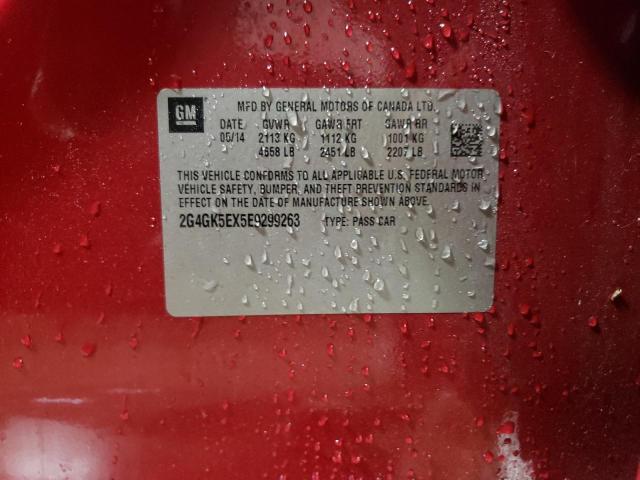 GM
MFD BY GENERAL MOTORS OF CANADA LTD.
DATE GVWR GAWR FRT GAWR RR
05/14 2113 KG 1112 KG 1001 KG
4658 LB 2451 LB 2207 LB
THIS VEHICLE CONFORMS TO ALL APPLICABLE U.S. FEDERAL MOTOR
VEHICLE SAFETY, BUMPER, AND THEFT PREVENTION STANDARDS IN
EFFECT ON THE DATE OF MANUFACTURE SHOWN ABOVE.
2G4GK5EX5E9299263 TYPE: PASS CAR